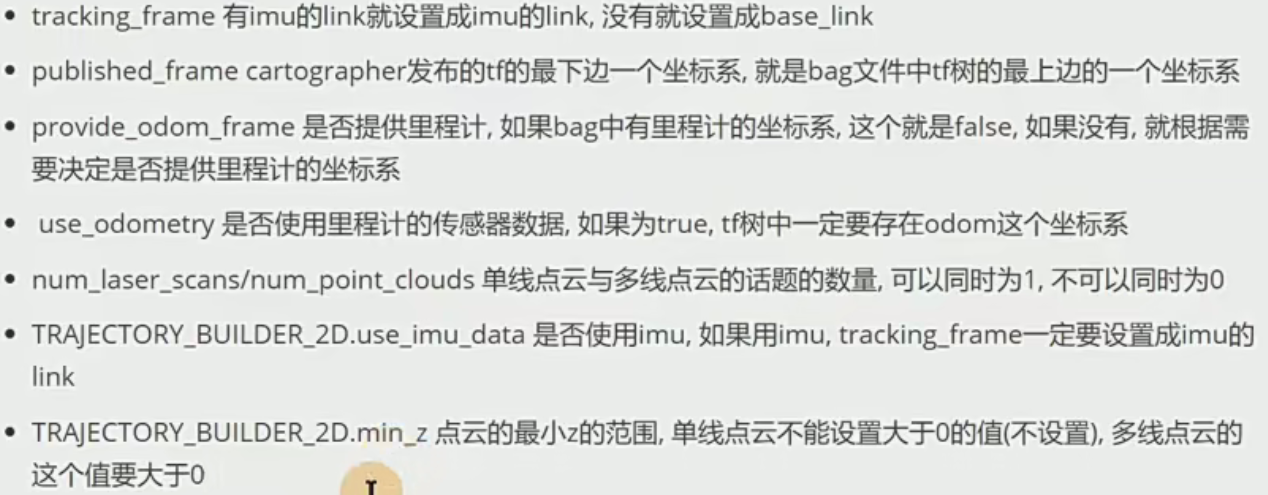 • tracking_frame 有imu的link就设置成imu的link, 没有就设置成base_link
• published_frame cartographer发布的tf的最下边一个坐标系, 就是bag文件中tf树的最上边的一个坐标系
• provide_odom_frame 是否提供里程计, 如果bag中有里程计的坐标系, 这个就是false, 如果没有, 就根据需
要决定是否提供里程计的坐标系
• use_odometry 是否使用里程计的传感器数据, 如果为true, tf树中一定要存在odom这个坐标系
• num_laser_scans/num_point_clouds 单线点云与多线点云的话题的数量, 可以同时为1, 不可以同时为0
• TRAJECTORY_BUILDER_2D.use_imu_data 是否使用imu, 如果用imu, tracking_frame一定要设置成imu的
link
• TRAJECTORY_BUILDER_2D.min_z 点云的最小z的范围, 单线点云不能设置大于0的值(不设置), 多线点云的
这个值要大于0